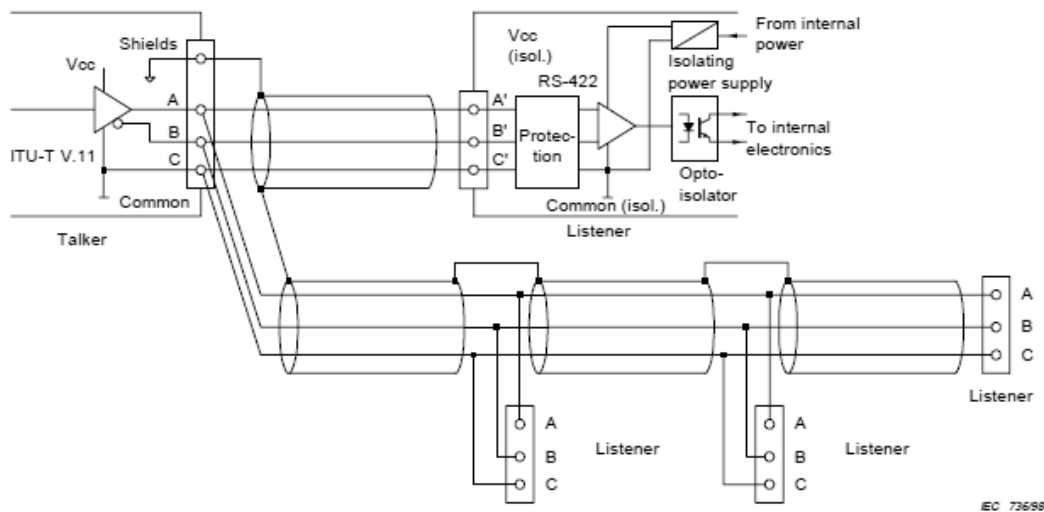 Shields
Vcc
A
B
C
ITU-T V.11
Common
Talker
Vcc
(isol.)
RS-422
A'
B'
C'
Protec-
tion
Common (isol.)
Listener
From internal
power
Isolating
power supply
To internal
electronics
Opto-
isolator
A
B
C
Listener
A
B
C
Listener
A
B
C
Listener
IEC 736/98